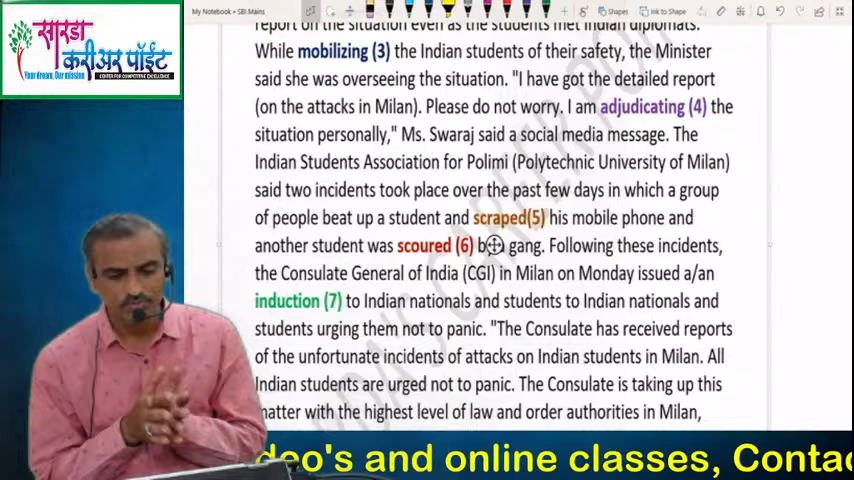 सारडा
करीअर पॉईंट
Your dream, Our mission
CENTER FOR COMPETITIVE EXCELLENCE
My Notebook » SBI.Mains
Shapes
Ink to Shape
report on the situation even as the students met Indian diplomats.
While mobilizing (3) the Indian students of their safety, the Minister
said she was overseeing the situation. "I have got the detailed report
(on the attacks in Milan). Please do not worry. I am adjudicating (4) the
situation personally," Ms. Swaraj said a social media message. The
Indian Students Association for Polimi (Polytechnic University of Milan)
said two incidents took place over the past few days in which a group
of people beat up a student and scraped(5) his mobile phone and
another student was scoured (6) gang. Following these incidents,
the Consulate General of India (CGI) in Milan on Monday issued a/an
induction (7) to Indian nationals and students to Indian nationals and
students urging them not to panic. "The Consulate has received reports
of the unfortunate incidents of attacks on Indian students in Milan. All
Indian students are urged not to panic. The Consulate is taking up this
matter with the highest level of law and order authorities in Milan,
deo's and online classes, Contac